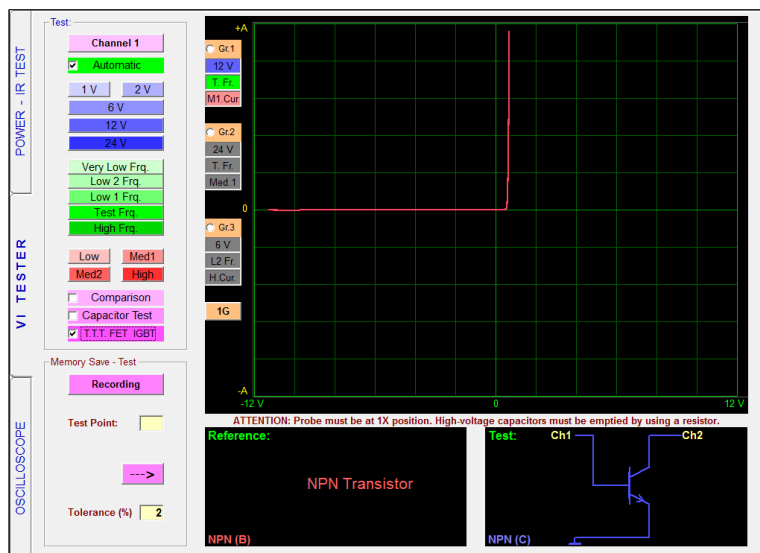 POWER - IR TEST
VI TESTER
OSCILLOSCOPE
Test:
Channel 1
Automatic
1 V
2 V
6 V
12 V
24 V
Very Low Frq.
Low 2 Frq.
Low 1 Frq.
Test Frq.
High Frq.
Low
Med1
Med2
High
Comparison
Capacitor Test
T.T.T. FET IGBT
Memory Save - Test
Recording
Test Point:
--->
Tolerance (%)
2
Gr.1
12 V
T. Fr.
M1.Cur
Gr.2
24 V
T. Fr.
Med.1
Gr.3
6 V
L2 Fr.
H.Cur.
1G
+A
0
-A
-12 V
0
12 V
ATTENTION: Probe must be at 1X position. High-voltage capacitors must be emptied by using a resistor.
Reference:
NPN Transistor
NPN (B)
Test:
Ch1
Ch2
NPN (C)